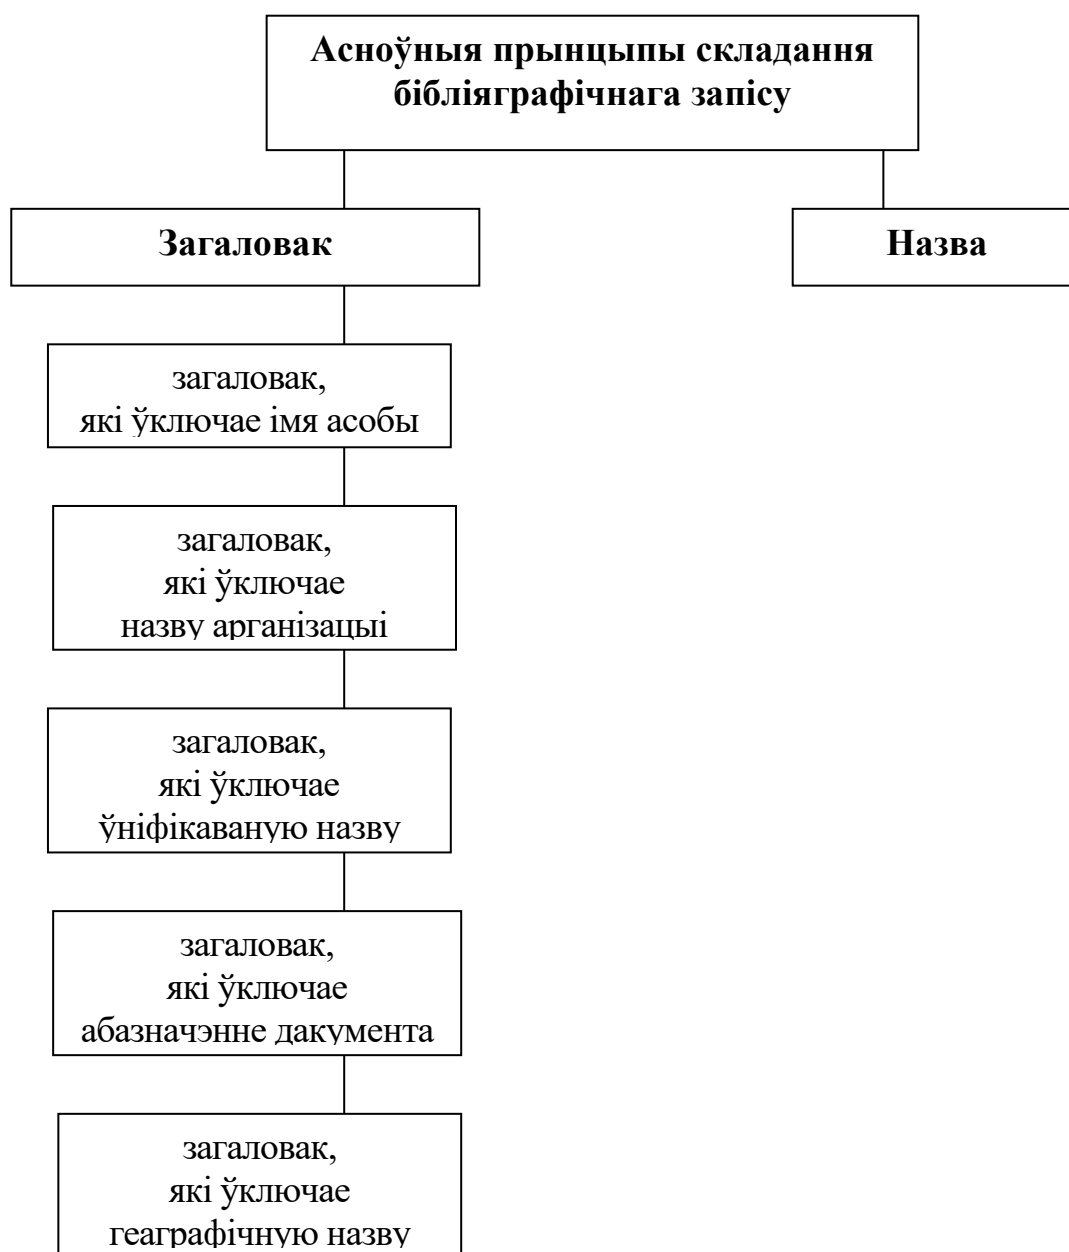 Асноўныя прынцыпы складання
бібліяграфічнага запісу
Загаловак
Назва
загаловак,
які ўключае імя асобы
загаловак,
які ўключае
назву арганізацыі
загаловак,
які ўключае
ўніфікаваную назву
загаловак,
які ўключае
абазначэнне дакумента
загаловак,
які ўключае
геаграфічную назву